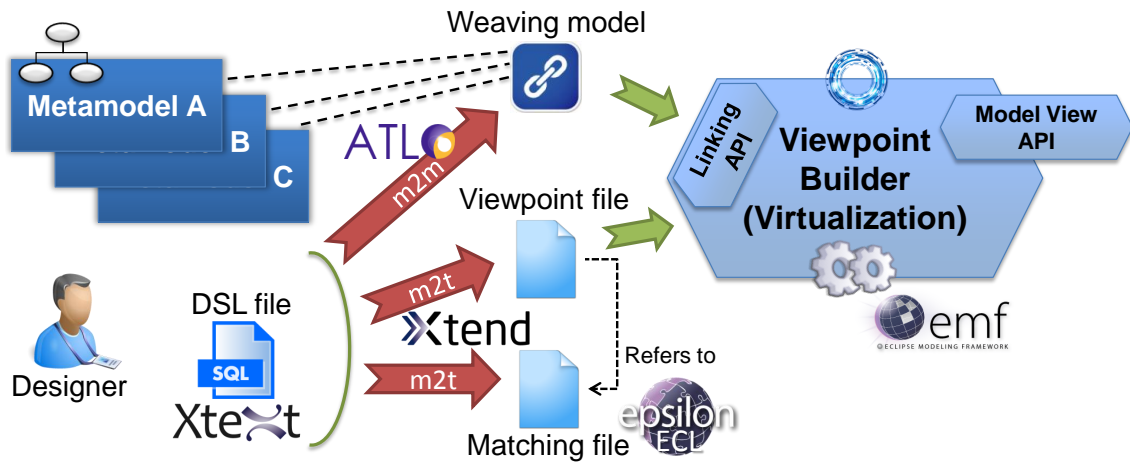 Weaving model
Metamodel A
B
C
ATL
m2m
Linking
API
Viewpoint
Builder
(Virtualization)
Model View
API
Viewpoint file
m2t
DSL file
SQL
Xtext
Designer
Xtend
m2t
Refers to
Matching file
epsilon
ECL
emf
ECLIPSE MODELING FRAMEWORK